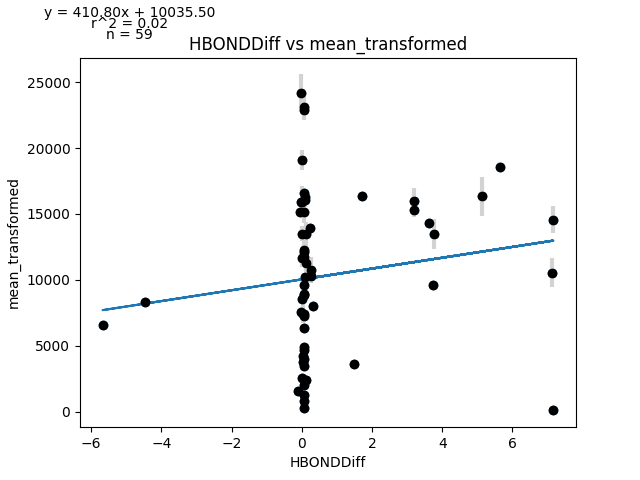 y = 410.80x + 10035.50
r^2 = 0.02
n = 59
HBONDDiff vs mean_transformed
mean_transformed
25000
20000
15000
10000
5000
0
−6
−4
−2
0
2
4
6
HBONDDiff